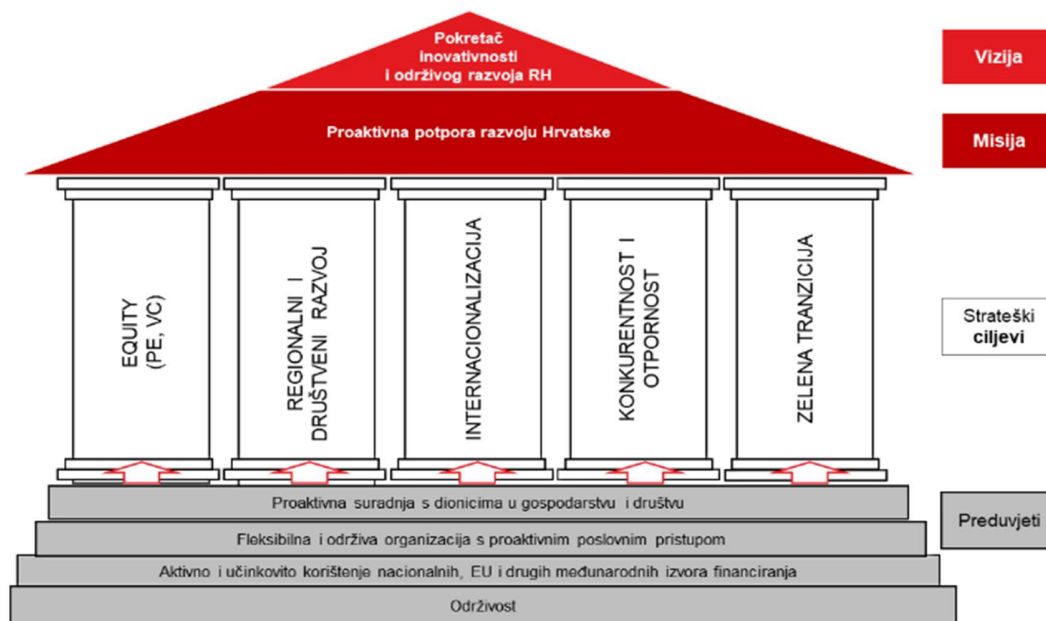 Pokretač
inovativnosti
i održivog razvoja RH
Vizija
Proaktivna potpora razvoju Hrvatske
Misija
EQUITY
(PE, VC)
REGIONALNI I
DRUŠTVENI RAZVOJ
INTERNACIONALIZACIJA
KONKURENTNOST I
OTPORNOST
ZELENA TRANZICIJA
Strateški
ciljevi
Proaktivna suradnja s dionicima u gospodarstvu i društvu
Fleksibilna i održiva organizacija s proaktivnim poslovnim pristupom
Aktivno i učinkovito korištenje nacionalnih, EU i drugih međunarodnih izvora financiranja
Održivost
Preduvjeti